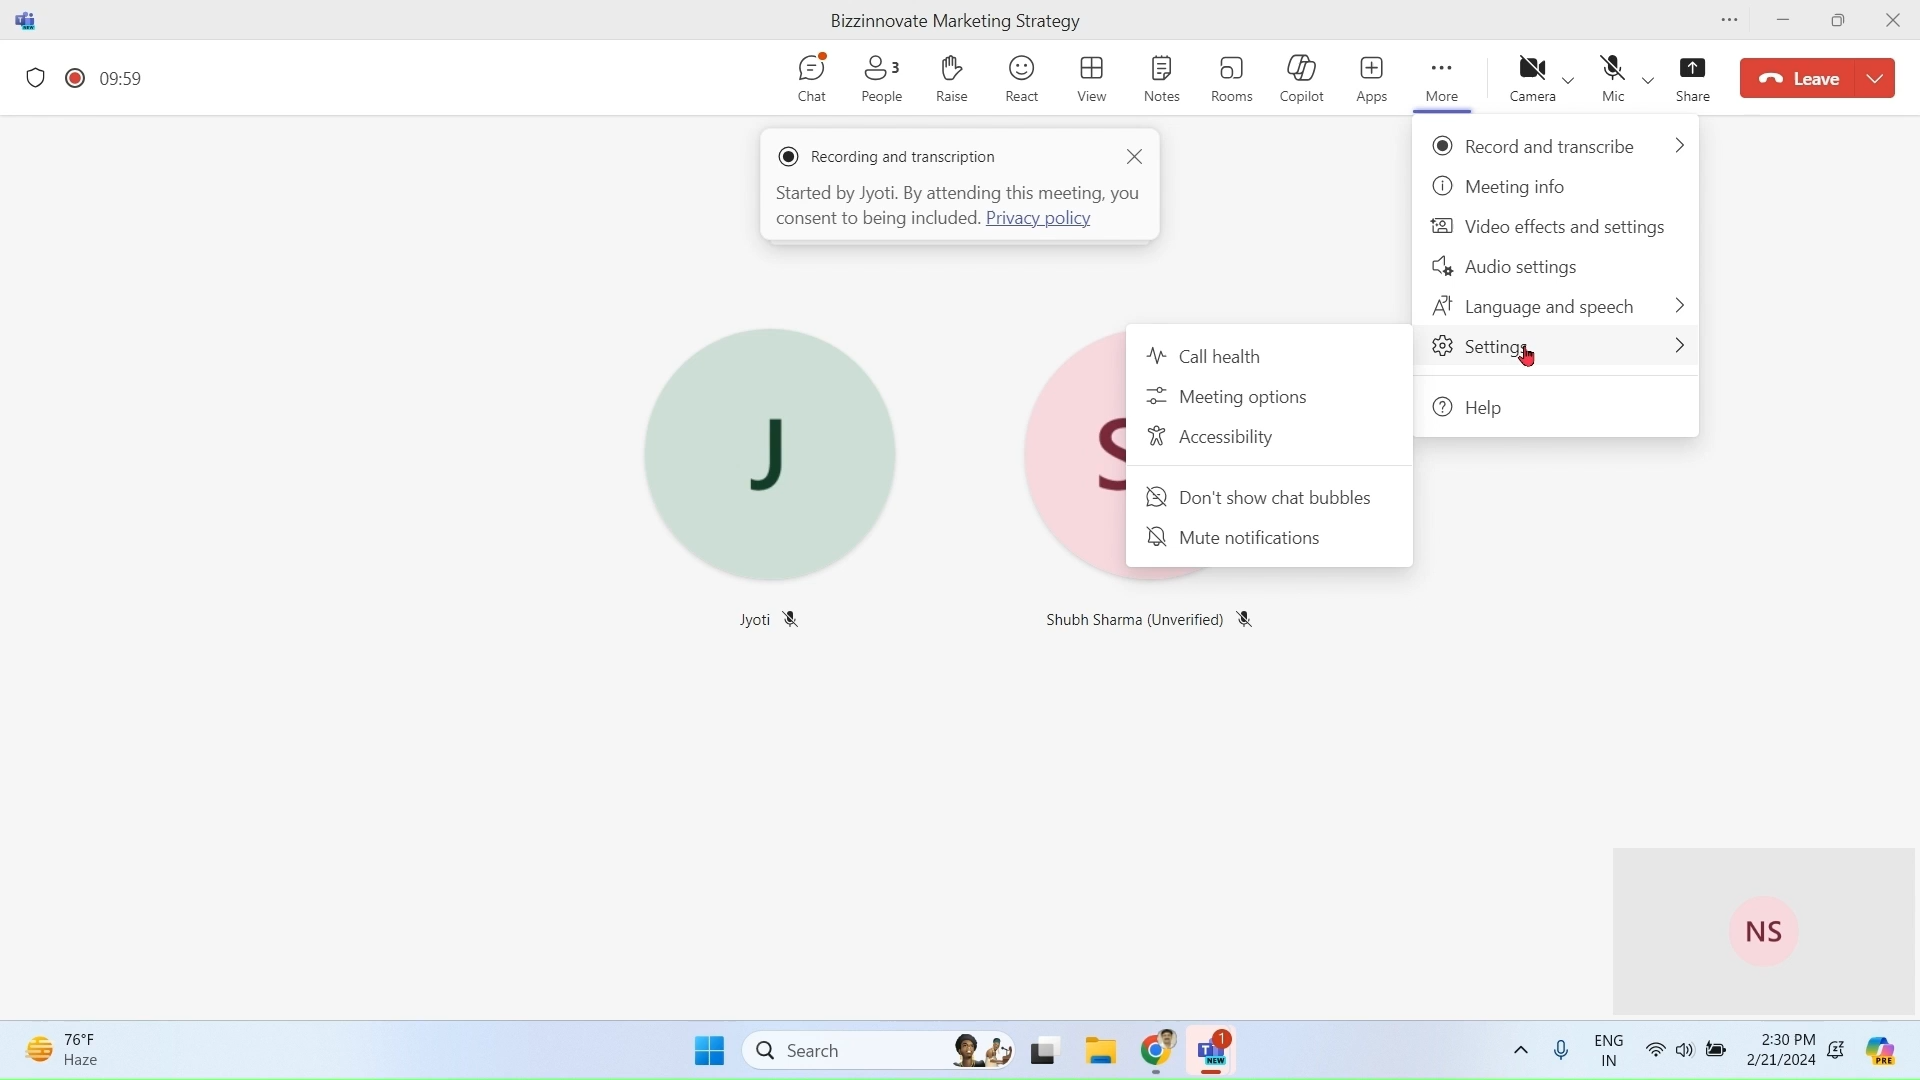 Bizzinnovate Marketing Strategy
09:59
Chat
3
People
Raise
React
View
Notes
Rooms
Copilot
Apps
More
Camera
Mic
Share
Leave
Recording and transcription
Started by Jyoti. By attending this meeting, you
consent to being included. Privacy policy
Record and transcribe
Meeting info
Video effects and settings
Audio settings
Language and speech
Settings
Help
Call health
Meeting options
Accessibility
Don't show chat bubbles
Mute notifications
J
S
Jyoti
Shubh Sharma (Unverified)
NS
76°F
Haze
Search
1
NEW
ENG
IN
2:30 PM
2/21/2024
PRE